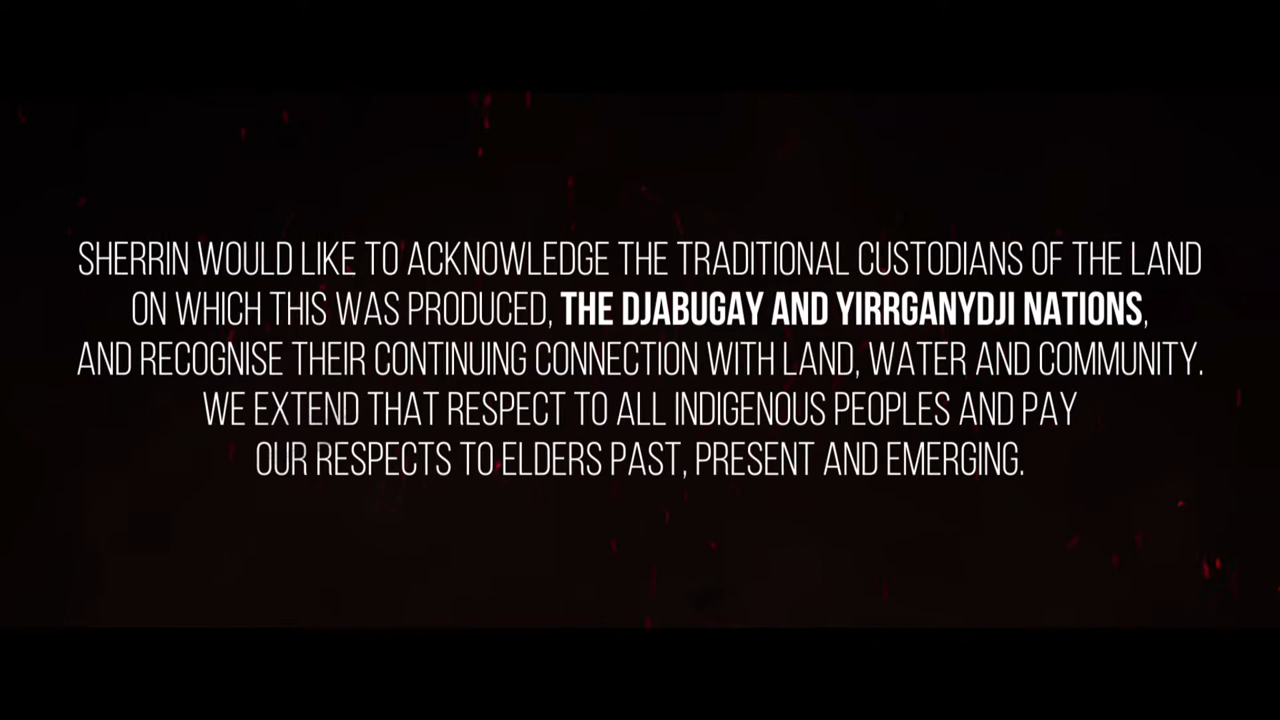 SHERRIN WOULD LIKE TO ACKNOWLEDGE THE TRADITIONAL CUSTODIANS OF THE LAND
ON WHICH THIS WAS PRODUCED, THE DJABUGAY AND YIRRGANYDJI NATIONS,
AND RECOGNISE THEIR CONTINUING CONNECTION WITH LAND, WATER AND COMMUNITY.
WE EXTEND THAT RESPECT TO ALL INDIGENOUS PEOPLES AND PAY
OUR RESPECTS TO ELDERS PAST, PRESENT AND EMERGING.